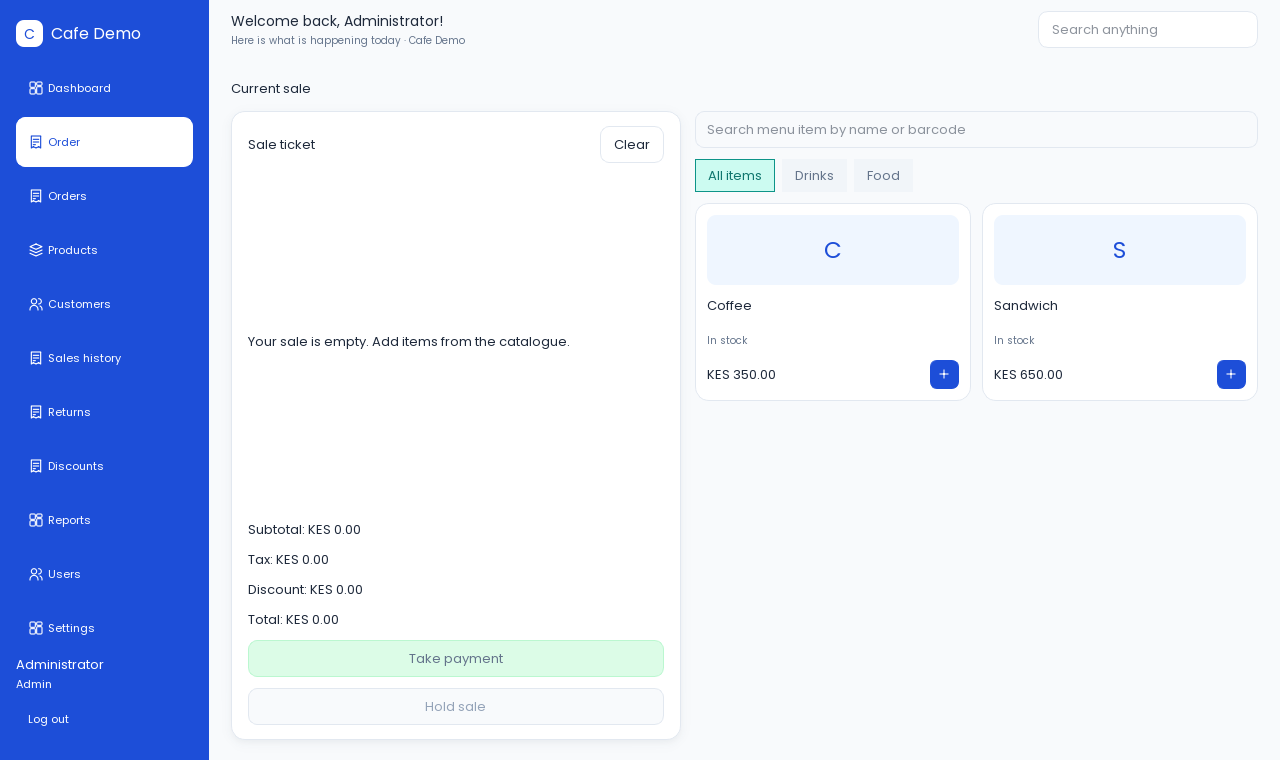 C Cafe Demo
Dashboard
Order
Orders
Products
Customers
Sales history
Returns
Discounts
Reports
Users
Settings
Administrator
Admin
Log out
Welcome back, Administrator!
Here is what is happening today · Cafe Demo
Search anything
Current sale
Sale ticket
Clear
Your sale is empty. Add items from the catalogue.
Subtotal: KES 0.00
Tax: KES 0.00
Discount: KES 0.00
Total: KES 0.00
Take payment
Hold sale
Search menu item by name or barcode
All items Drinks Food
C
Coffee
In stock
KES 350.00 +
S
Sandwich
In stock
KES 650.00 +